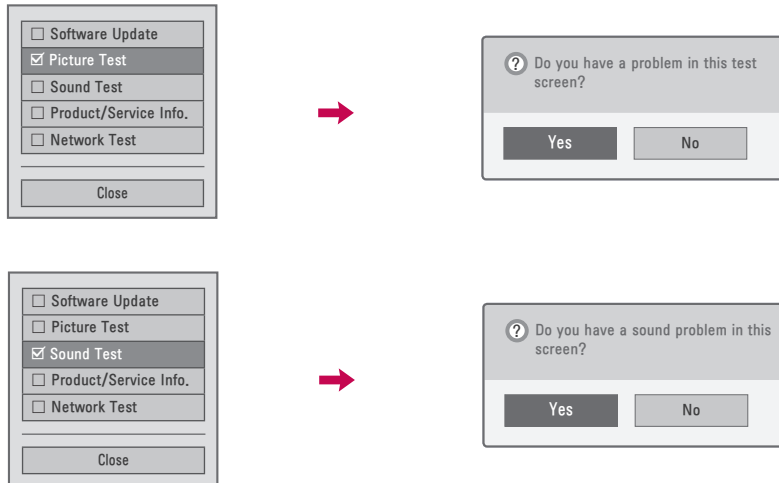 Software Update
Picture Test
Sound Test
Product/Service Info.
Network Test
Close
? Do you have a problem in this test
screen?
Yes No
Software Update
Picture Test
Sound Test
Product/Service Info.
Network Test
Close
? Do you have a sound problem in this
screen?
Yes No